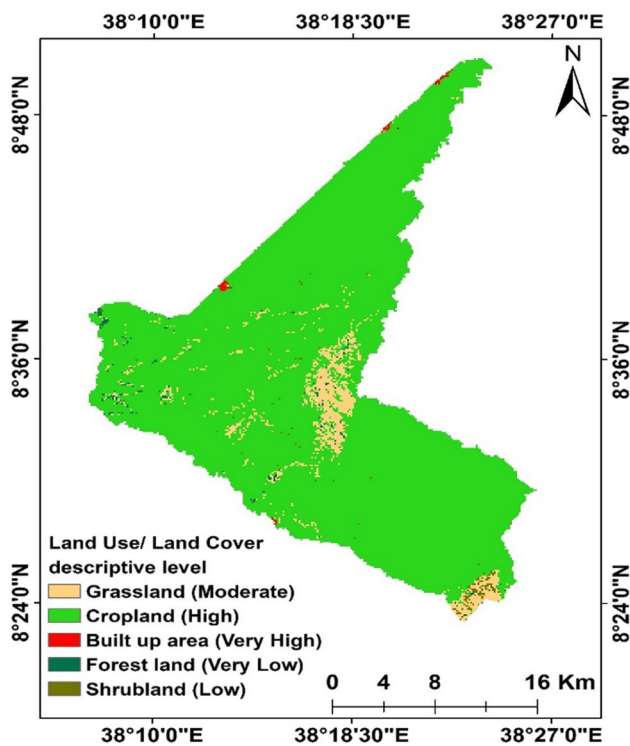 38°10'0"E 38°18'30"E 38°27'0"E
N
8°48'0"N 8°48'0"N
8°36'0"N 8°36'0"N
8°24'0"N 8°24'0"N
Land Use/ Land Cover
descriptive level
Grassland (Moderate)
Cropland (High)
Built up area (Very High)
Forest land (Very Low)
Shrubland (Low)
0 4 8 16 Km
38°10'0"E 38°18'30"E 38°27'0"E